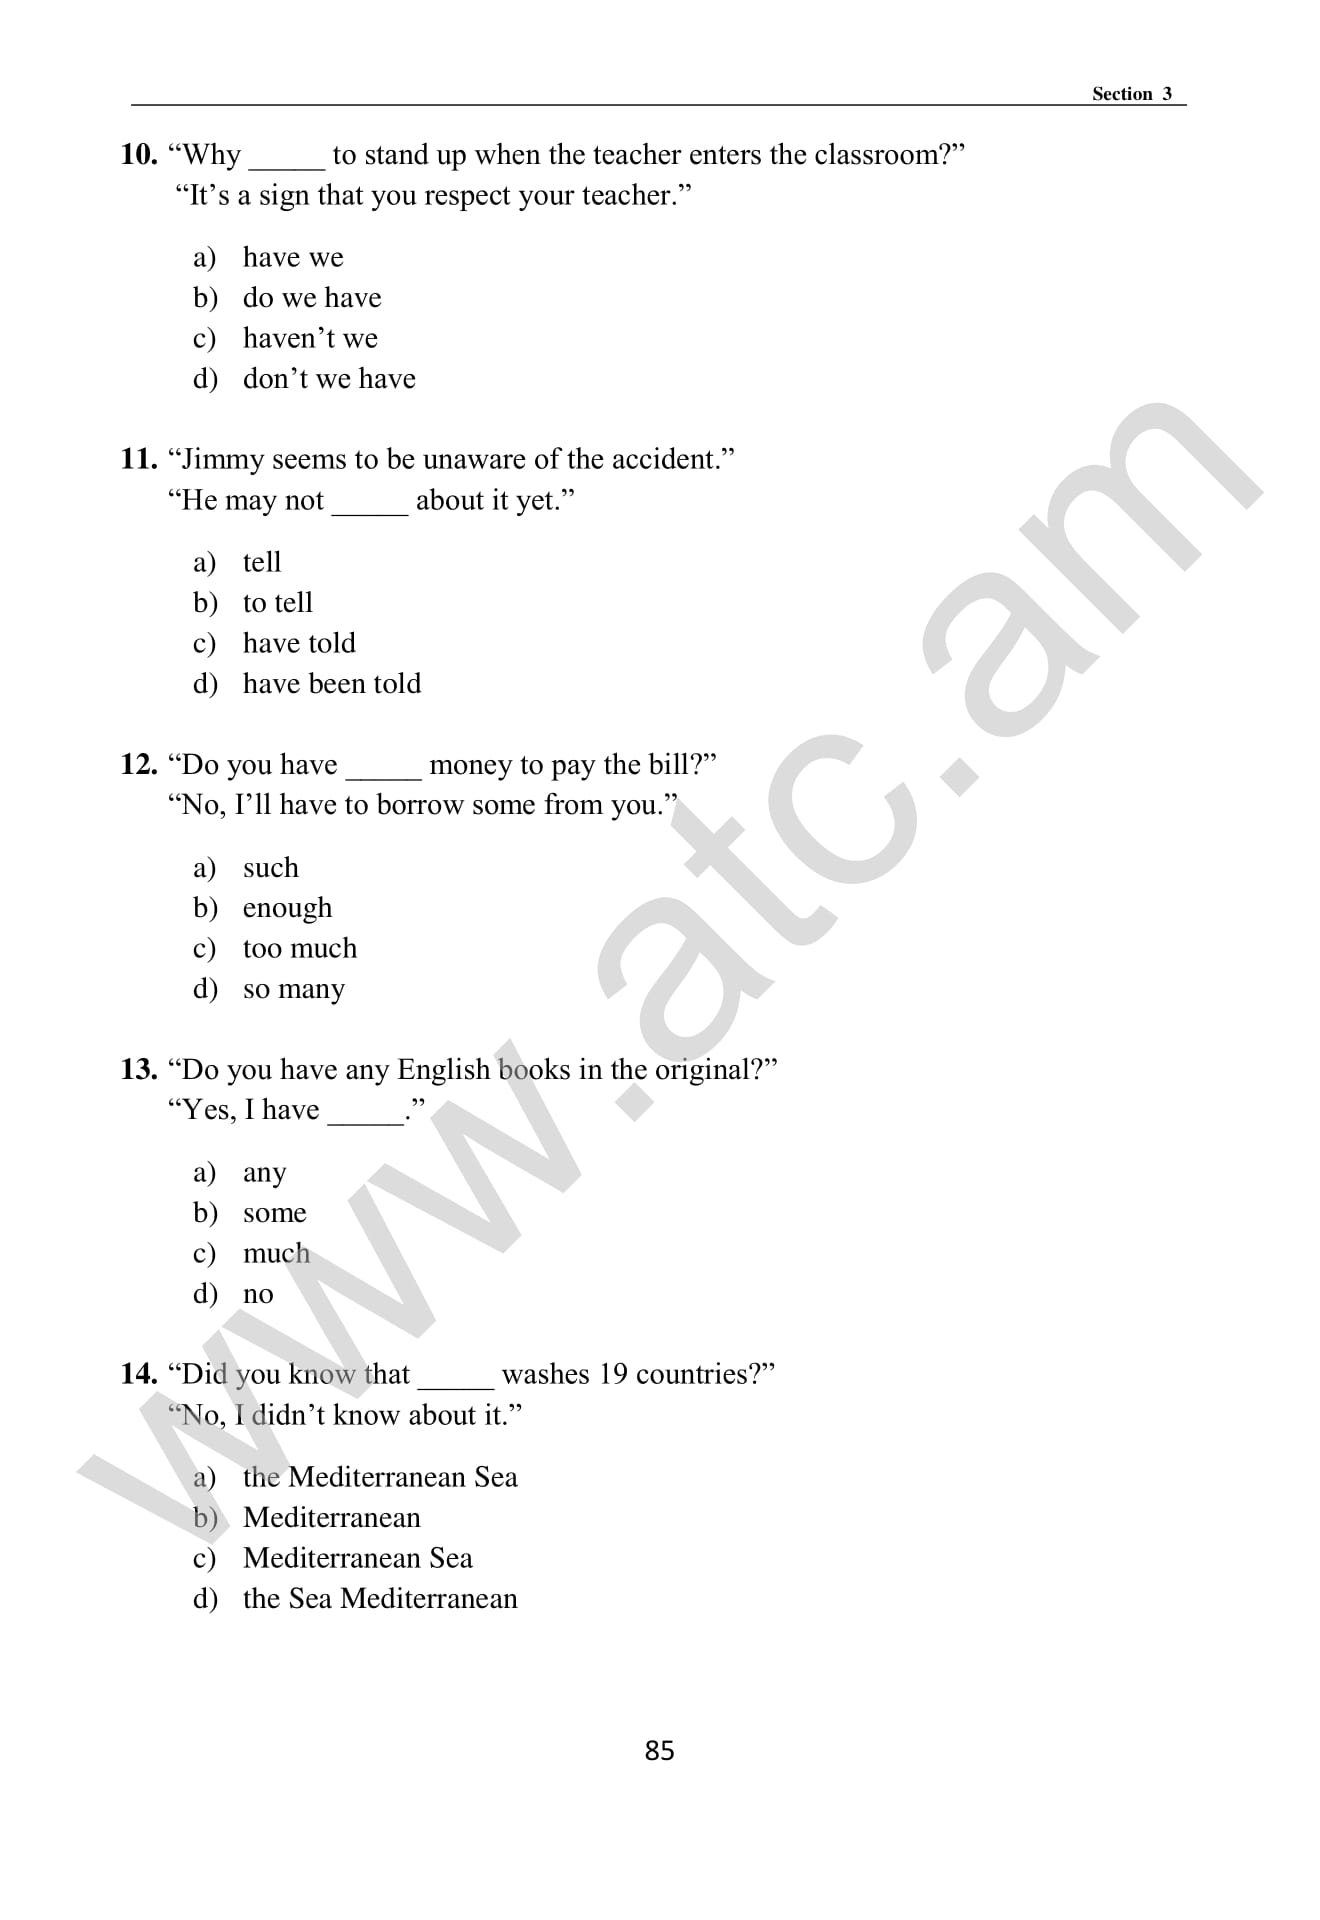 Section 3
10. “Why _____ to stand up when the teacher enters the classroom?”
“It’s a sign that you respect your teacher.”
a) have we
b) do we have
c) haven’t we
d) don’t we have
11. “Jimmy seems to be unaware of the accident.”
“He may not _____ about it yet.”
a) tell
b) to tell
c) have told
d) have been told
12. “Do you have _____ money to pay the bill?”
“No, I’ll have to borrow some from you.”
a) such
b) enough
c) too much
d) so many
13. “Do you have any English books in the original?”
“Yes, I have _____.”
a) any
b) some
c) much
d) no
14. “Did you know that _____ washes 19 countries?”
“No, I didn’t know about it.”
a) the Mediterranean Sea
b) Mediterranean
c) Mediterranean Sea
d) the Sea Mediterranean
85
www.atc.am